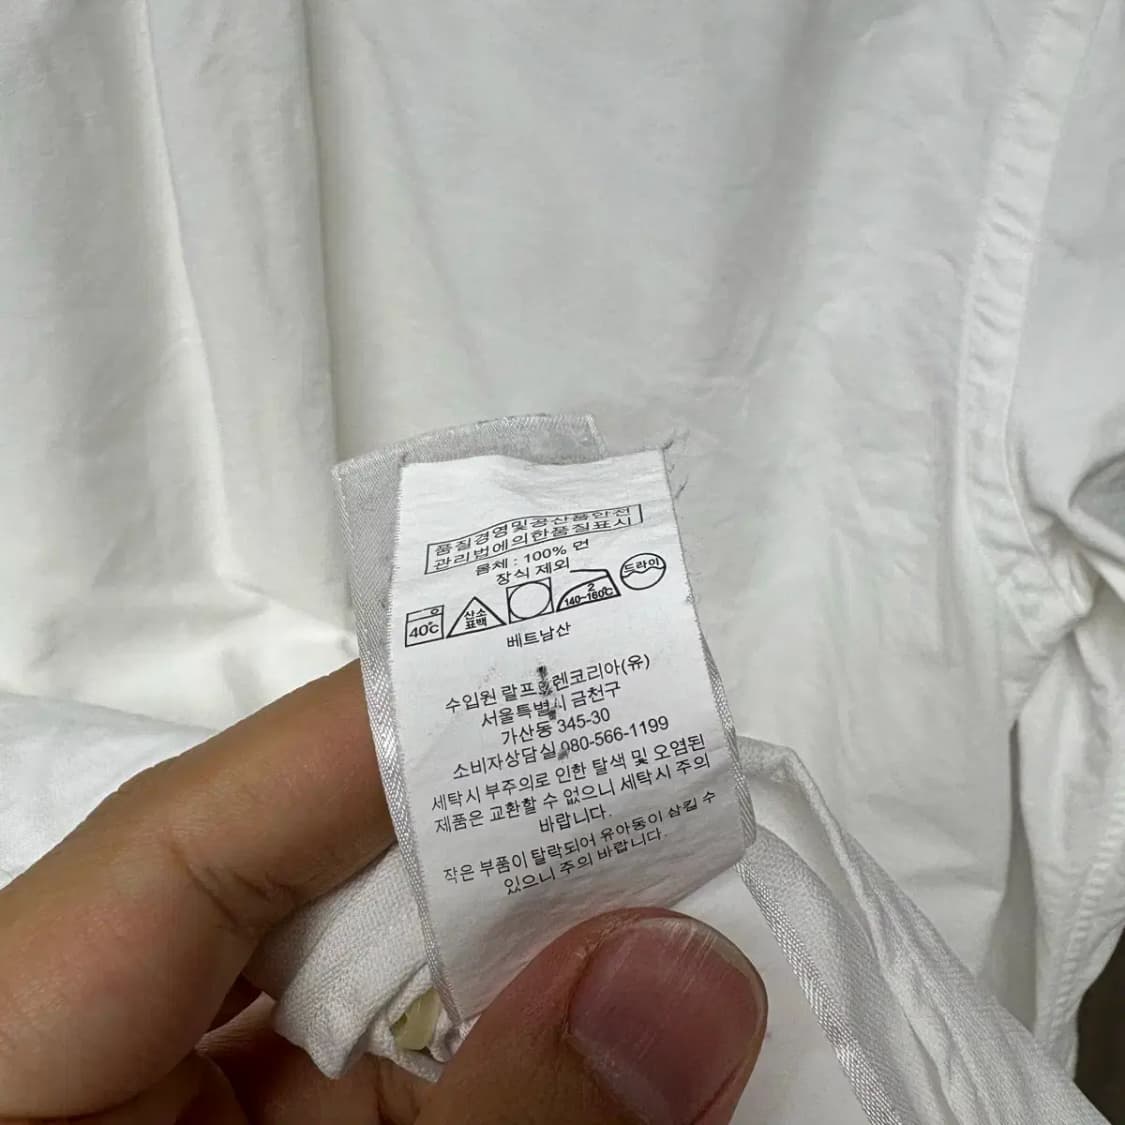 품질경영및공산품안전
관리법에의한품질표시
몸체 : 100% 면
장식 제외
40℃
산소
표백
2
140~160℃
드라이
베트남산
수입원 랄프 렌코리아(유)
서울특별시 금천구
가산동 345-30
소비자상담실 080-566-1199
세탁시 부주의로 인한 탈색 및 오염된
제품은 교환할 수 없으니 세탁시 주의
바랍니다.
작은 부품이 탈락되어 유아동이 삼킬 수
있으니 주의 바랍니다.